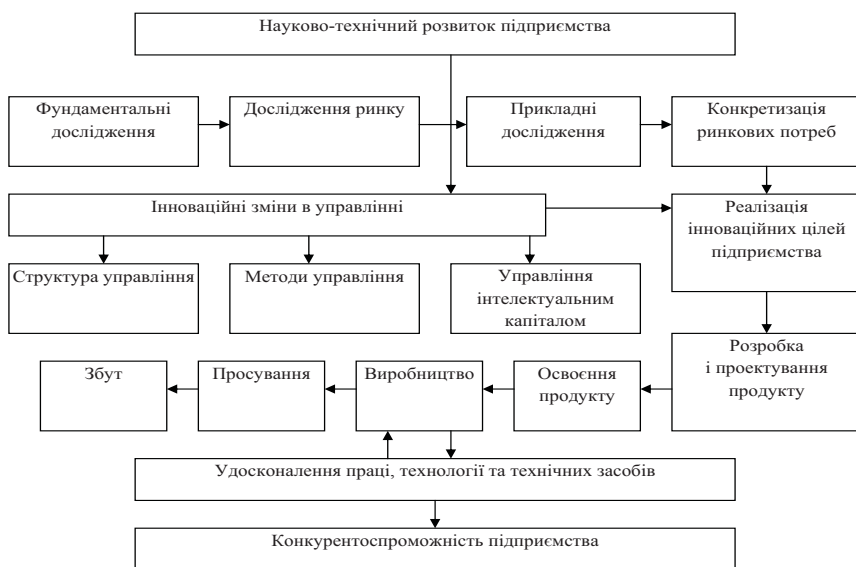 Науково-технічний розвиток підприємства
Фундаментальні
дослідження
Дослідження ринку
Прикладні
дослідження
Конкретизація
ринкових потреб
Інноваційні зміни в управлінні
Реалізація
інноваційних цілей
підприємства
Структура управління
Методи управління
Управління
інтелектуальним
капіталом
Розробка
і проектування
продукту
Збут
Просування
Виробництво
Освоєння
продукту
Удосконалення праці, технології та технічних засобів
Конкурентоспроможність підприємства